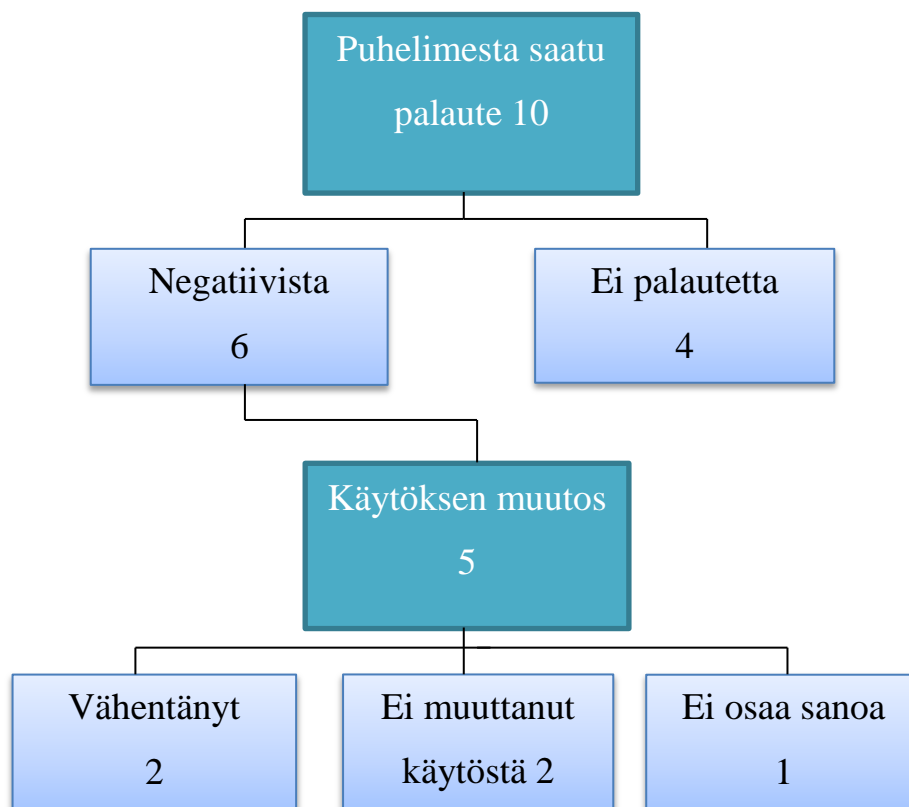 Puhelimesta saatu
palaute 10
Negatiivista
6
Ei palautetta
4
Käytöksen muutos
5
Vähentänyt
2
Ei muuttanut
käytöstä 2
Ei osaa sanoa
1